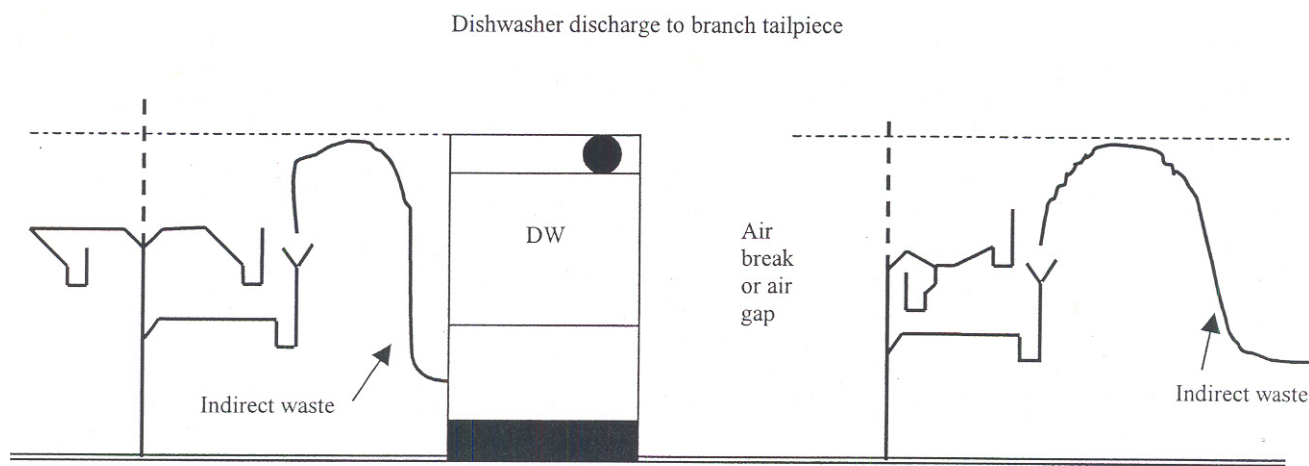 Dishwasher discharge to branch tailpiece
DW
Air
break
or air
gap
Indirect waste
Indirect waste